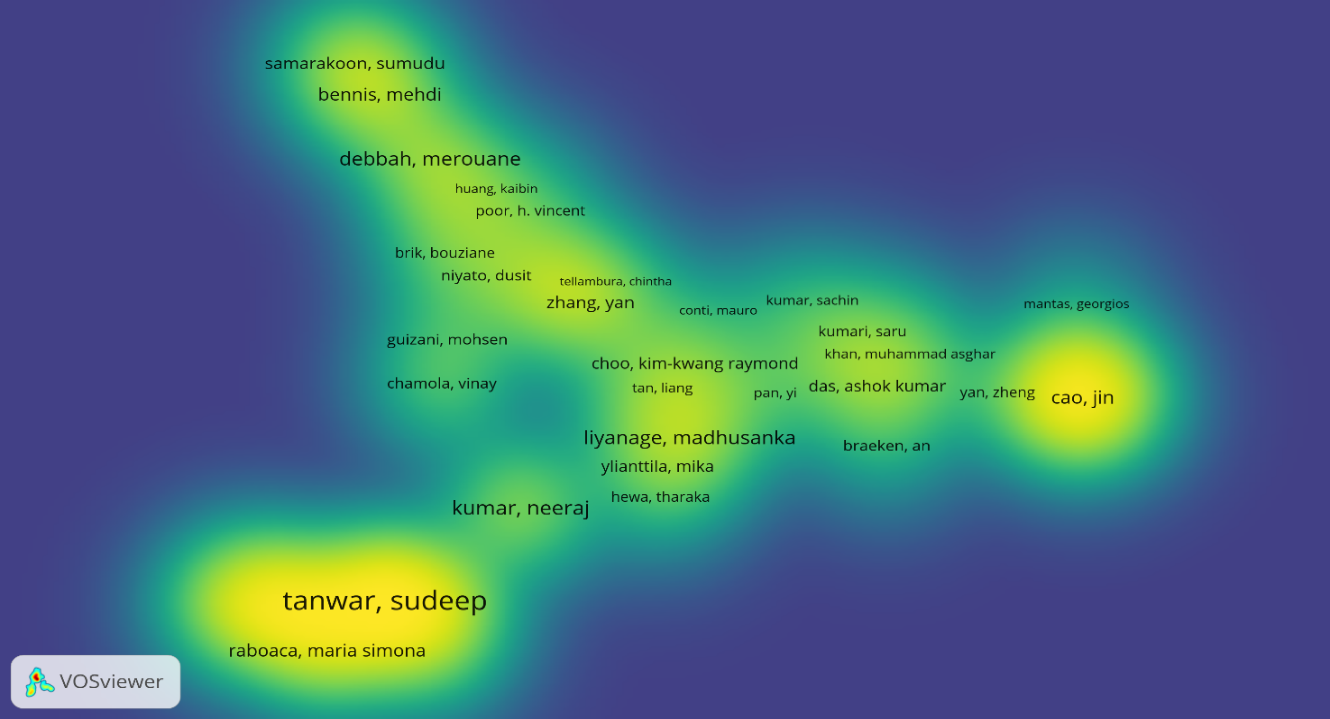 samarakoon, sumudu
bennis, mehdi
debbah, merouane
huang, kaibin
poor, h. vincent
brik, bouziane
niyato, dusit
tellambura, chintha
zhang, yan
conti, mauro
kumar, sachin
mantas, georgios
guizani, mohsen
kumari, saru
khan, muhammad asghar
choo, kim-kwang raymond
chamola, vinay
tan, liang
pan, yi
das, ashok kumar
yan, zheng
cao, jin
liyanage, madhusanka
braeken, an
ylianttila, mika
hewa, tharaka
kumar, neeraj
tanwar, sudeep
raboaca, maria simona
VOSviewer